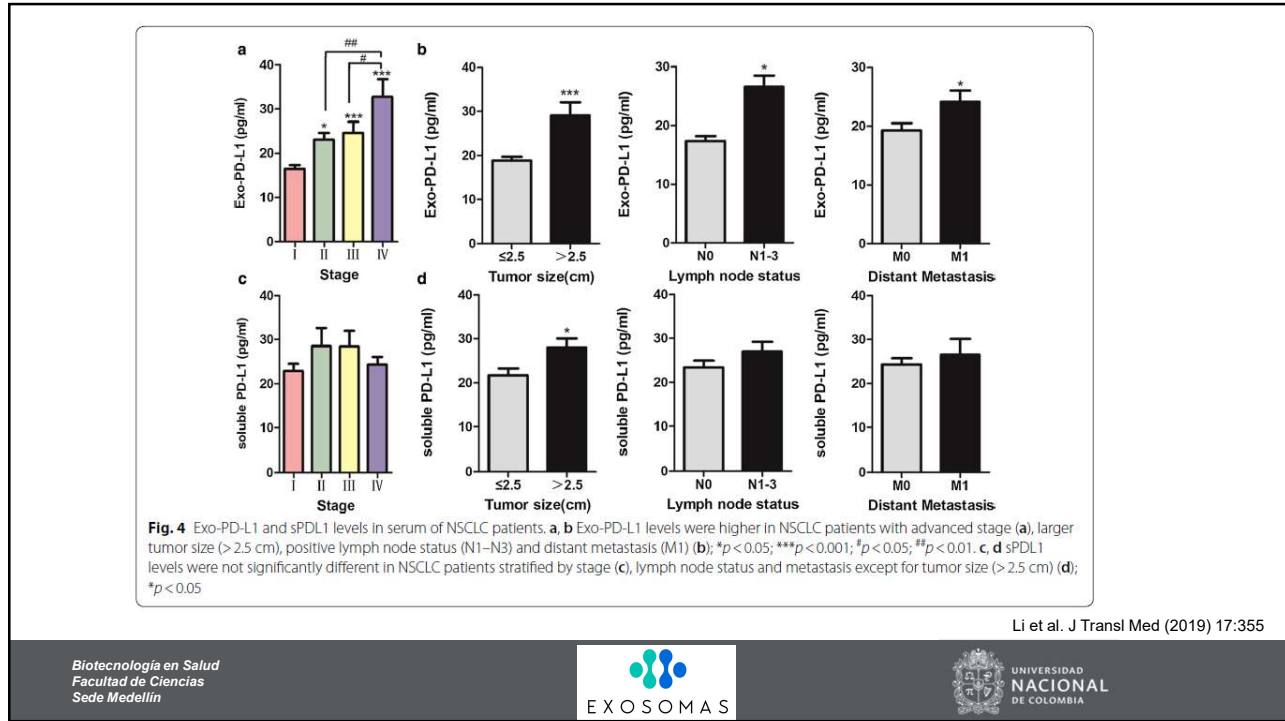 a
##
#
Exo-PD-L1 (pg/ml)
40
30
20
10
0
*
***
***
I II III IV
Stage
b
Exo-PD-L1 (pg/ml)
40
30
20
10
0
***
≤2.5 >2.5
Tumor size(cm)
Exo-PD-L1 (pg/ml)
30
20
10
0
*
N0 N1-3
Lymph node status
Exo-PD-L1 (pg/ml)
30
20
10
0
*
M0 M1
Distant Metastasis
c
soluble PD-L1 (pg/ml)
40
30
20
10
0
I II III IV
Stage
d
soluble PD-L1 (pg/ml)
40
30
20
10
0
*
≤2.5 >2.5
Tumor size(cm)
soluble PD-L1 (pg/ml)
40
30
20
10
0
N0 N1-3
Lymph node status
soluble PD-L1 (pg/ml)
40
30
20
10
0
M0 M1
Distant Metastasis
Fig. 4 Exo-PD-L1 and sPDL1 levels in serum of NSCLC patients. a, b Exo-PD-L1 levels were higher in NSCLC patients with advanced stage (a), larger
tumor size (> 2.5 cm), positive lymph node status (N1–N3) and distant metastasis (M1) (b); *p < 0.05; ***p < 0.001; #p < 0.05; ##p < 0.01. c, d sPDL1
levels were not significantly different in NSCLC patients stratified by stage (c), lymph node status and metastasis except for tumor size (> 2.5 cm) (d);
*p < 0.05
Li et al. J Transl Med (2019) 17:355
Biotecnología en Salud
Facultad de Ciencias
Sede Medellín
EXOSOMAS
UNIVERSIDAD
NACIONAL
DE COLOMBIA